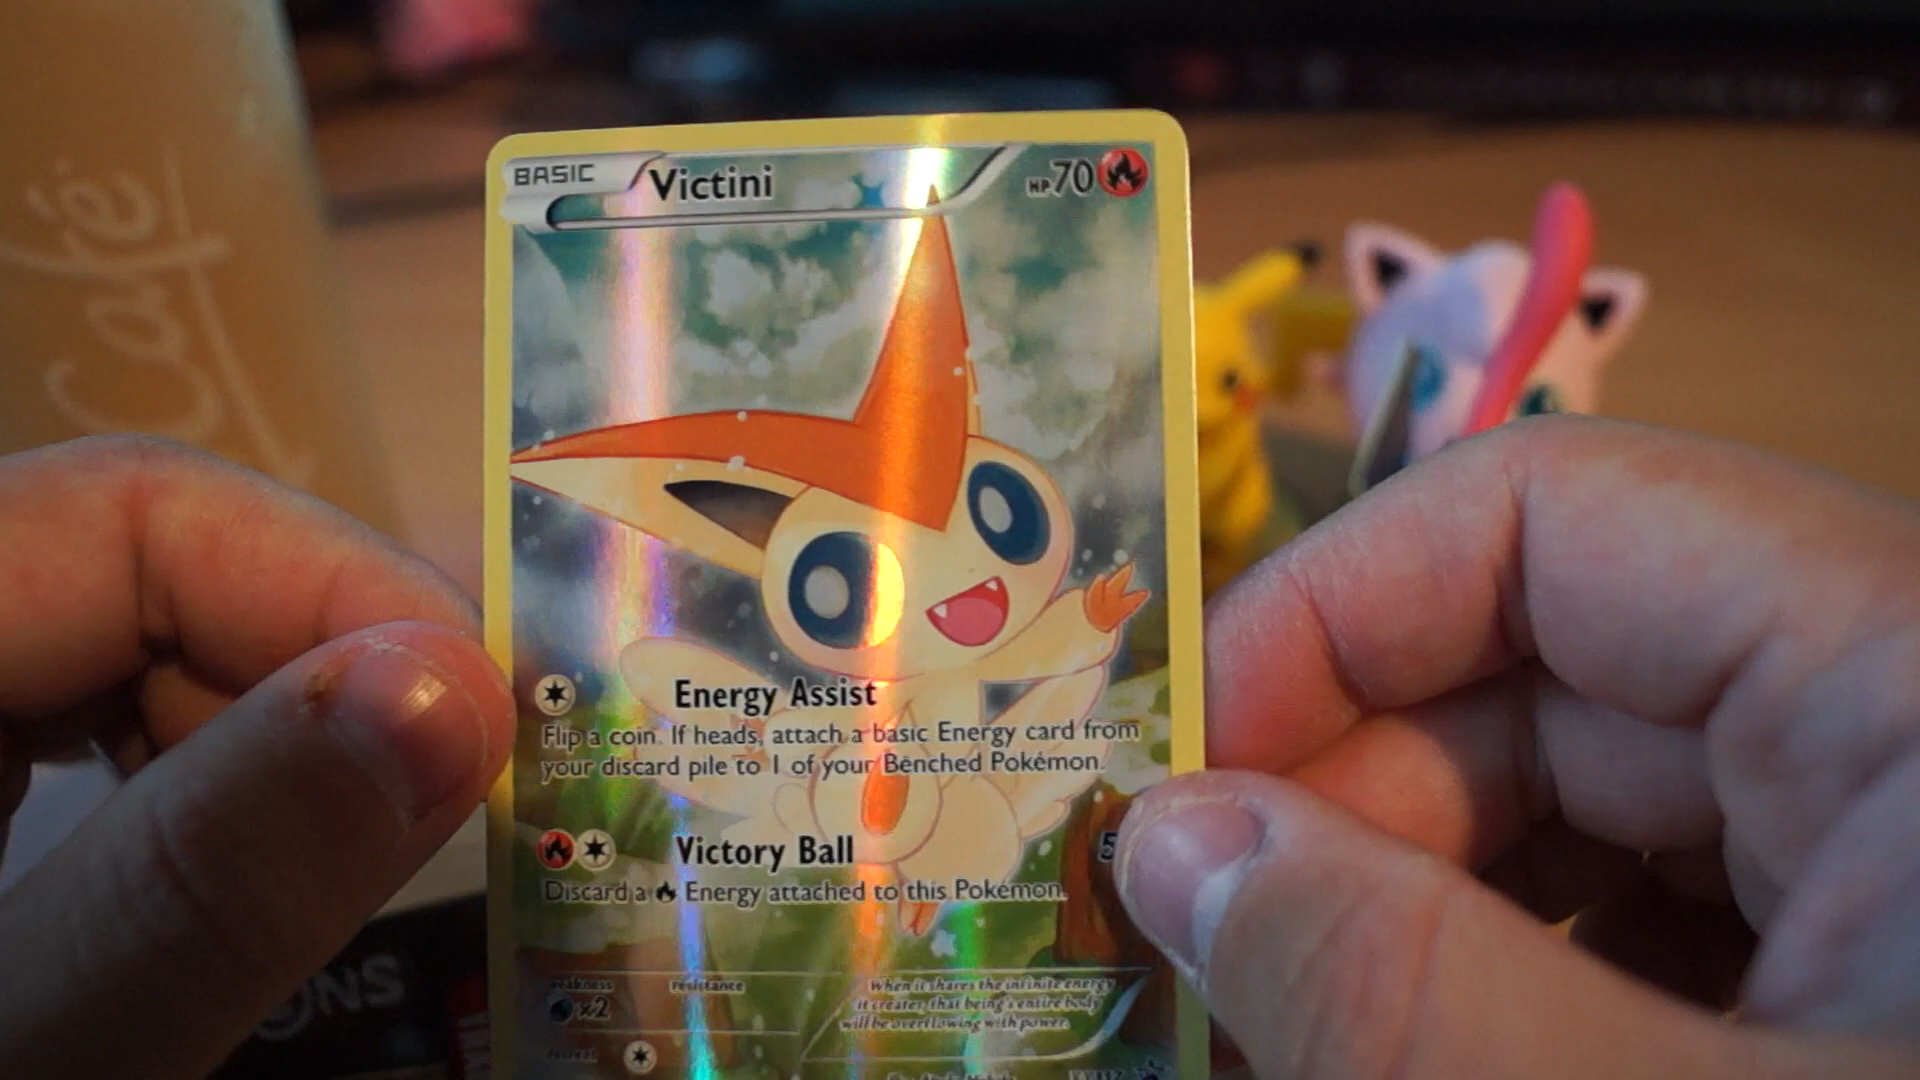 Café
BASIC
Victini
HP70
Energy Assist
Flip a coin. If heads, attach a basic Energy card from
your discard pile to 1 of your Benched Pokémon.
Victory Ball
5
Discard a Energy attached to this Pokémon.
weakness
resistance
×2
When it shares the infinite energy
it creates, that being's entire body
will be overflowing with power.
ONS